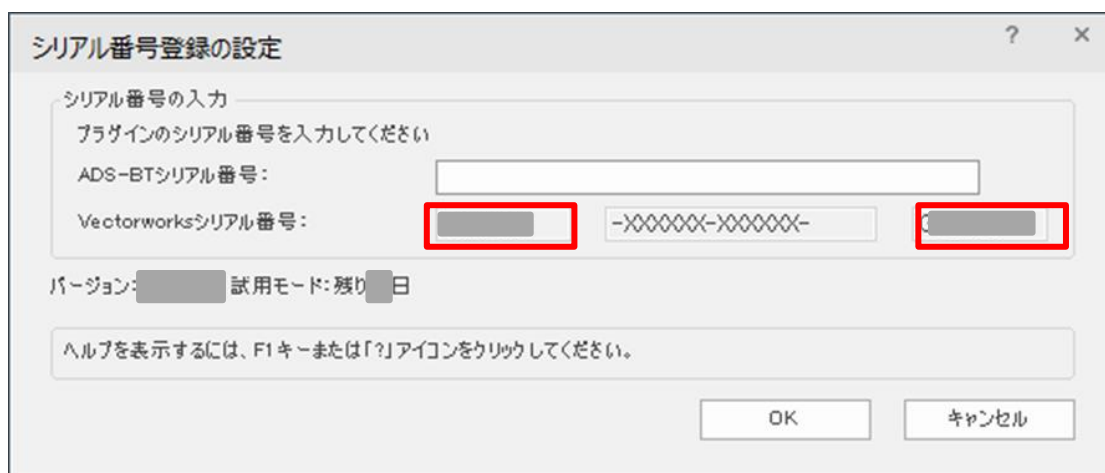 シリアル番号登録の設定
? ×
シリアル番号の入力
プラグインのシリアル番号を入力してください
ADS-BTシリアル番号:
Vectorworksシリアル番号: -XXXXXX-XXXXXX-
バージョン: 試用モード:残り 日
ヘルプを表示するには、F1キーまたは「?」アイコンをクリックしてください。
OK キャンセル